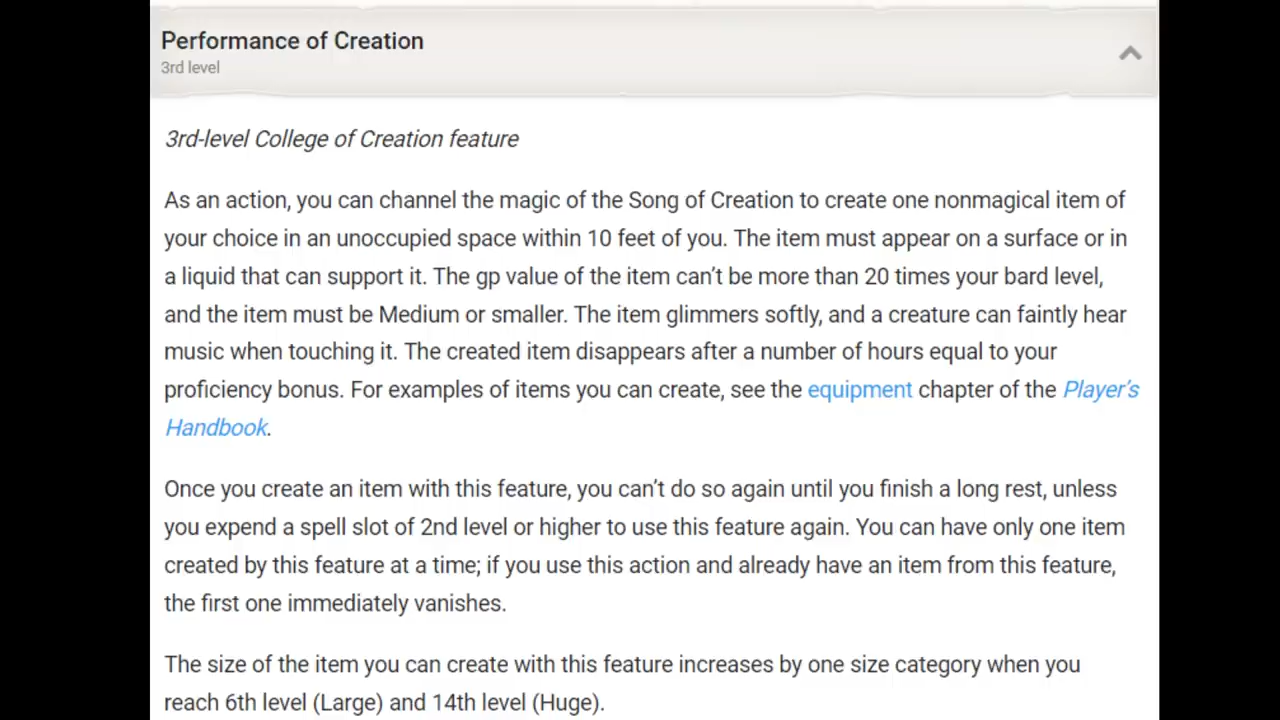 Performance of Creation
3rd level
3rd-level College of Creation feature
As an action, you can channel the magic of the Song of Creation to create one nonmagical item of
your choice in an unoccupied space within 10 feet of you. The item must appear on a surface or in
a liquid that can support it. The gp value of the item can’t be more than 20 times your bard level,
and the item must be Medium or smaller. The item glimmers softly, and a creature can faintly hear
music when touching it. The created item disappears after a number of hours equal to your
proficiency bonus. For examples of items you can create, see the equipment chapter of the Player’s
Handbook.
Once you create an item with this feature, you can’t do so again until you finish a long rest, unless
you expend a spell slot of 2nd level or higher to use this feature again. You can have only one item
created by this feature at a time; if you use this action and already have an item from this feature,
the first one immediately vanishes.
The size of the item you can create with this feature increases by one size category when you
reach 6th level (Large) and 14th level (Huge).